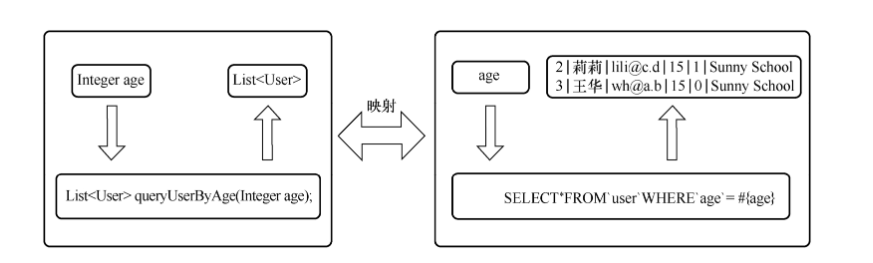 Integer age
List<User>
List<User> queryUserByAge(Integer age);
映射
age
2|莉莉|lili@c.d|15|1|Sunny School
3|王华|wh@a.b|15|0|Sunny School
SELECT*FROM`user`WHERE`age`= #{age}